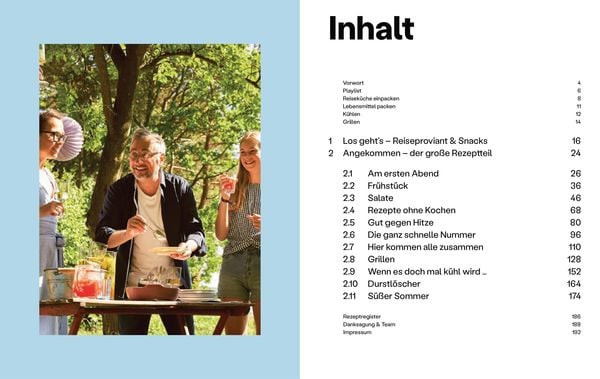 Inhalt
Vorwort 4
Playlist 6
Reiseküche einpacken 8
Lebensmittel packen 11
Kühlen 12
Grillen 14
1 Los geht's – Reiseproviant & Snacks 16
2 Angekommen – der große Rezeptteil 24
2.1 Am ersten Abend 26
2.2 Frühstück 36
2.3 Salate 46
2.4 Rezepte ohne Kochen 68
2.5 Gut gegen Hitze 80
2.6 Die ganz schnelle Nummer 96
2.7 Hier kommen alle zusammen 110
2.8 Grillen 128
2.9 Wenn es doch mal kühl wird … 152
2.10 Durstlöscher 164
2.11 Süßer Sommer 174
Rezeptregister 186
Danksagung & Team 188
Impressum 192